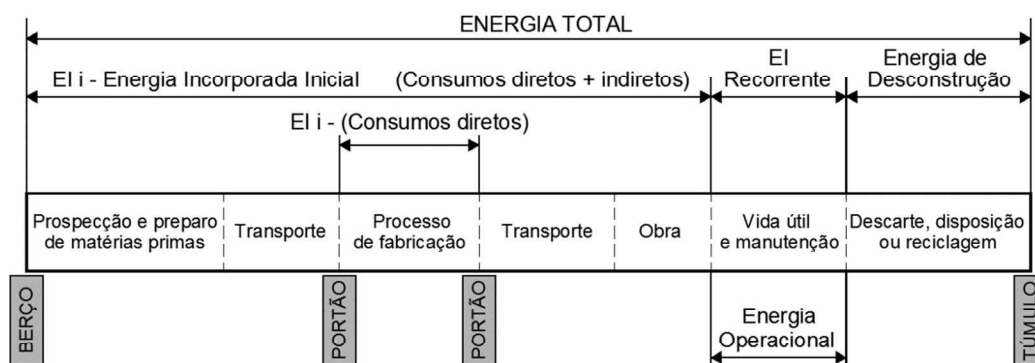 ENERGIA TOTAL
EI i - Energia Incorporada Inicial (Consumos diretos + indiretos)
EI
Recorrente
Energia de
Desconstrução
EI i - (Consumos diretos)
Prospecção e preparo
de matérias primas
Transporte
Processo
de fabricação
Transporte
Obra
Vida útil
e manutenção
Descarte, disposição
ou reciclagem
BERÇO
PORTÃO
PORTÃO
Energia
Operacional
TÚMULO